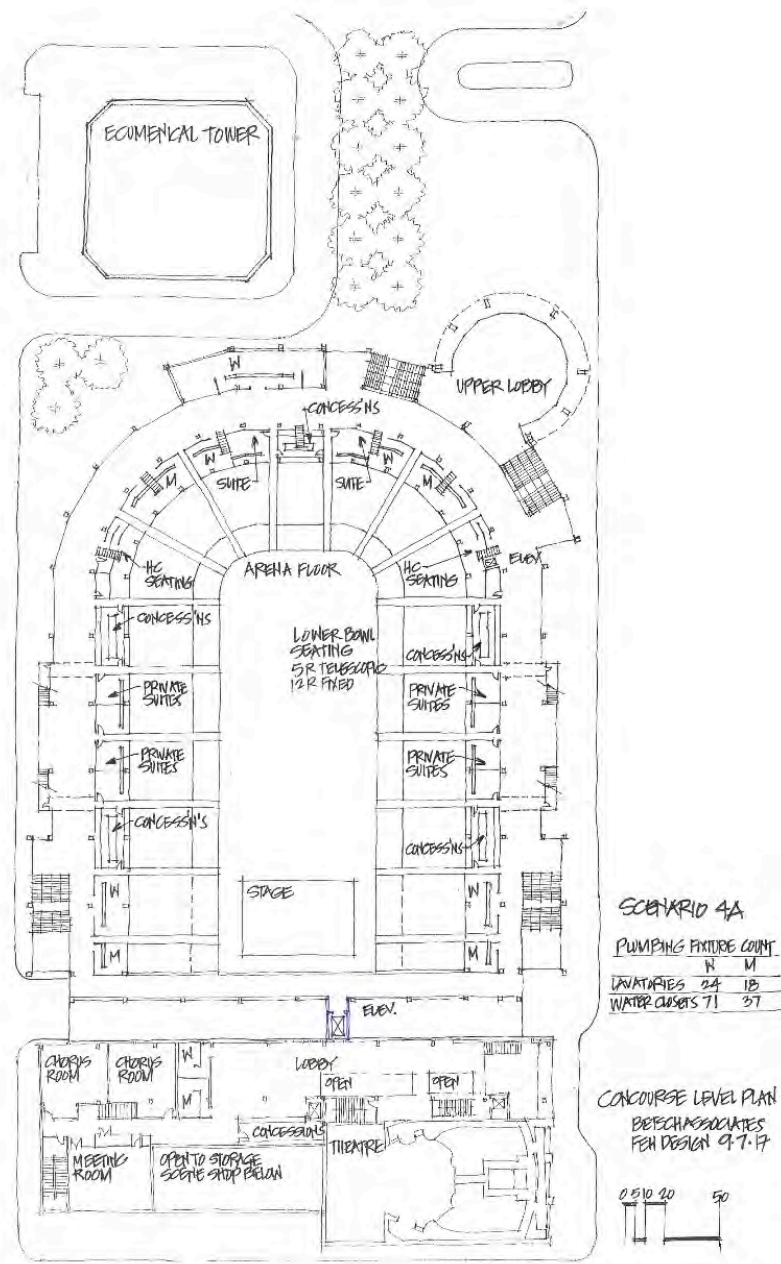 ECUMENICAL TOWER
W
UPPER LOBBY
CONCESS'NS
W
W
M
M
SUITE
SUITE
ELEV.
HC
SEATING
ARENA FLOOR
HC
SEATING
CONCESS'NS
LOWER BOWL
SEATING
5 R TELESCOPIC
12 R FIXED
CONCESS'NS
PRIVATE
SUITES
PRIVATE
SUITES
PRIVATE
SUITES
PRIVATE
SUITES
CONCESS'N'S
CONCESS'NS
STAGE
W
W
M
M
SCENARIO 4A
PLUMBING FIXTURE COUNT
W M
LAVATORIES 24 18
WATER CLOSETS 71 37
ELEV.
CHORUS
ROOM
CHORUS
ROOM
W
M
LOBBY
OPEN
OPEN
CONCESSIONS
THEATRE
MEETING
ROOM
OPEN TO STORAGE
SCENE SHOP BELOW
CONCOURSE LEVEL PLAN
BETSCH ASSOCIATES
FEH DESIGN 9.7.17
0 5 10 20 50